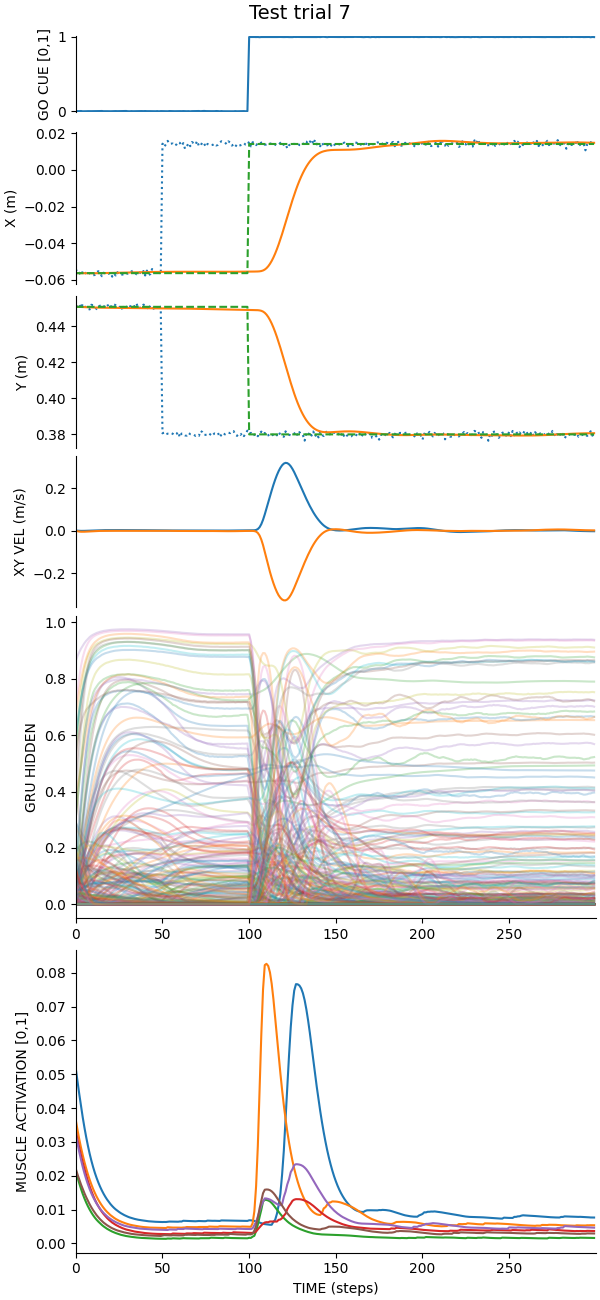 Test trial 7
GO CUE [0,1]
1
0
X (m)
0.02
0.00
−0.02
−0.04
−0.06
Y (m)
0.44
0.42
0.40
0.38
XY VEL (m/s)
0.2
0.0
−0.2
GRU HIDDEN
1.0
0.8
0.6
0.4
0.2
0.0
0 50 100 150 200 250
MUSCLE ACTIVATION [0,1]
0.08
0.07
0.06
0.05
0.04
0.03
0.02
0.01
0.00
0 50 100 150 200 250
TIME (steps)